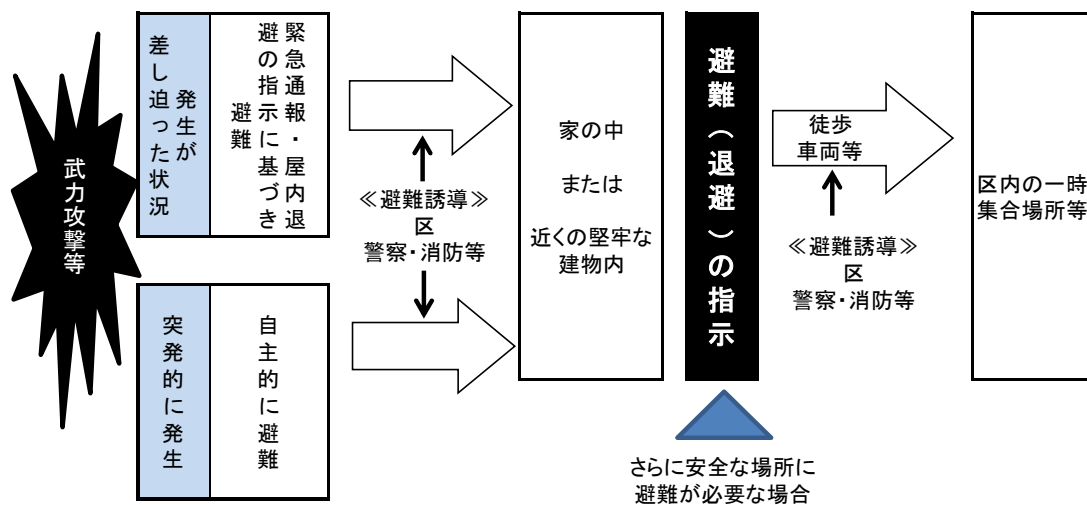 武力攻撃等
発生が
差し迫った状況
緊急通報・屋内退
避の指示に基づき
避難
突発的に発生
自主的に避難
≪避難誘導≫
区
警察・消防等
家の中
または
近くの堅牢な
建物内
避難（退避）の指示
さらに安全な場所に
避難が必要な場合
徒歩
車両等
≪避難誘導≫
区
警察・消防等
区内の一時
集合場所等